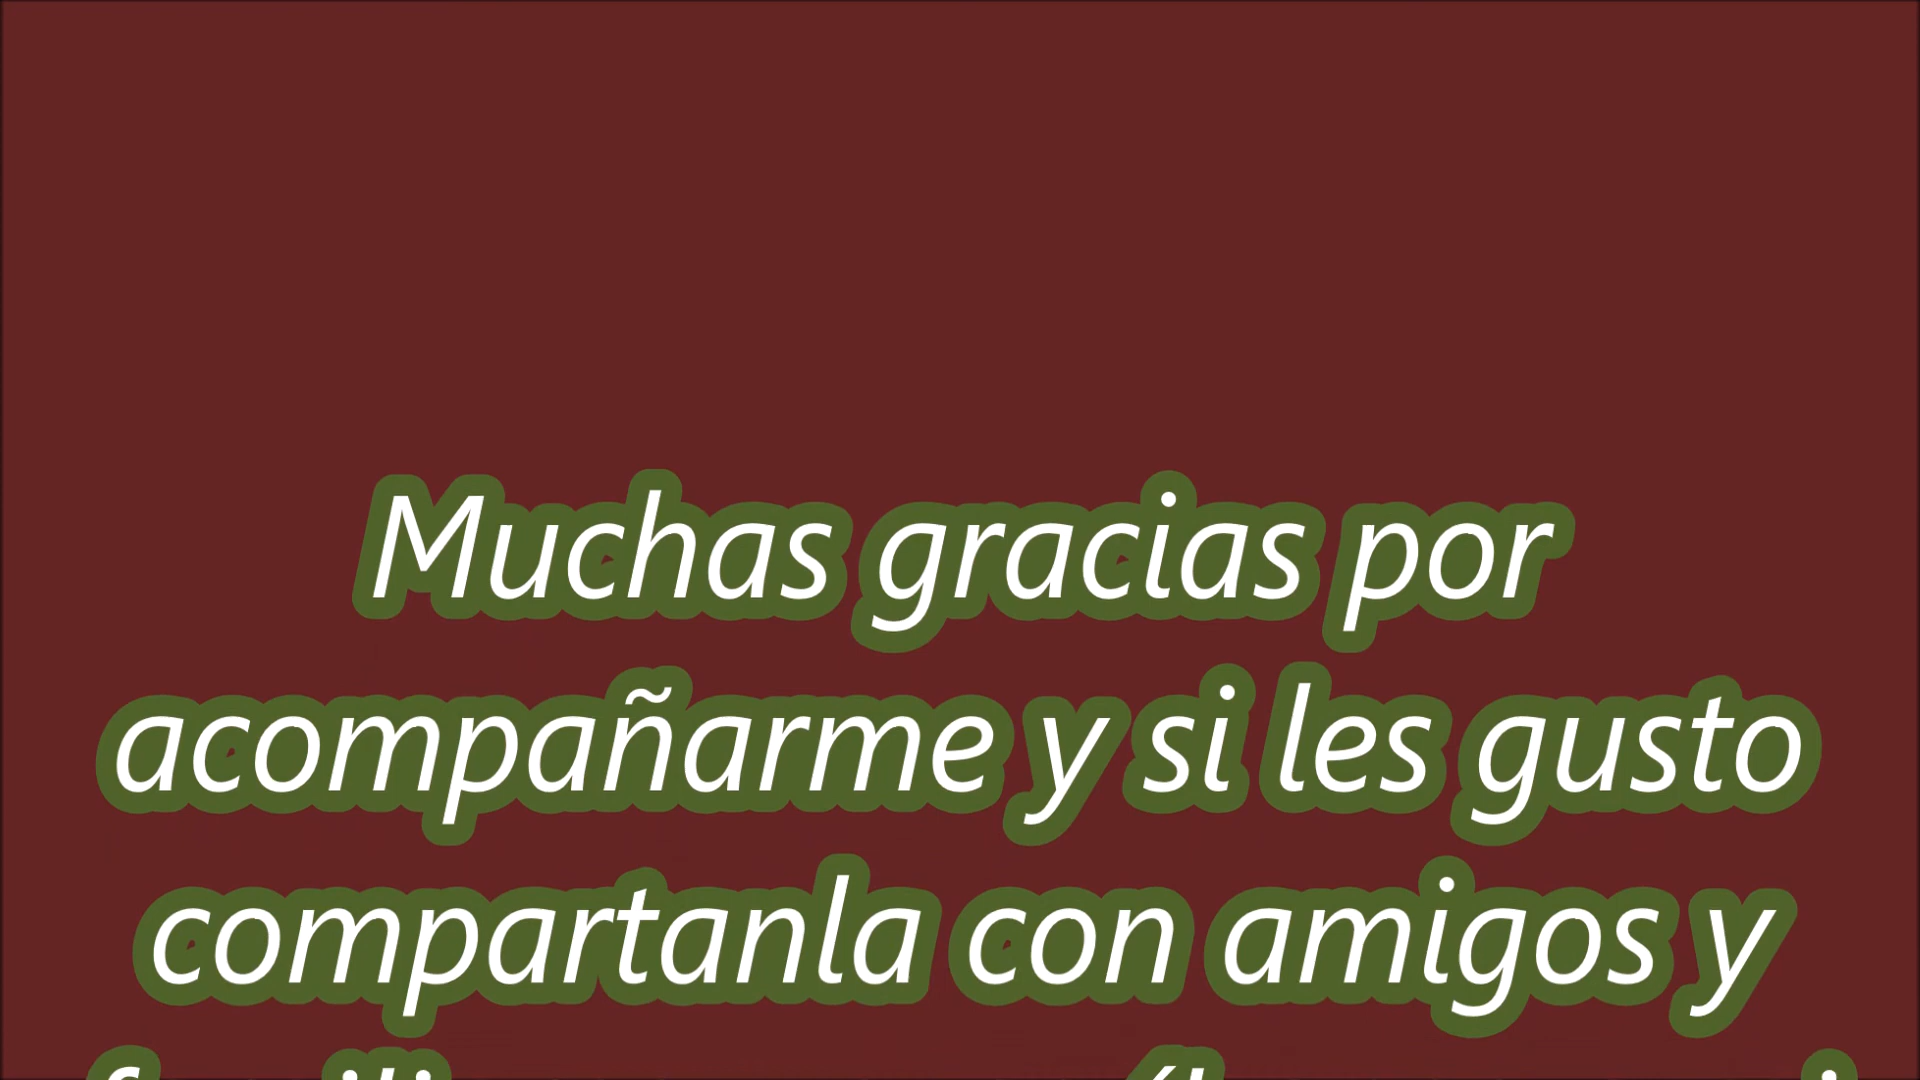 Muchas gracias por
acompañarme y si les gusto
compartanla con amigos y